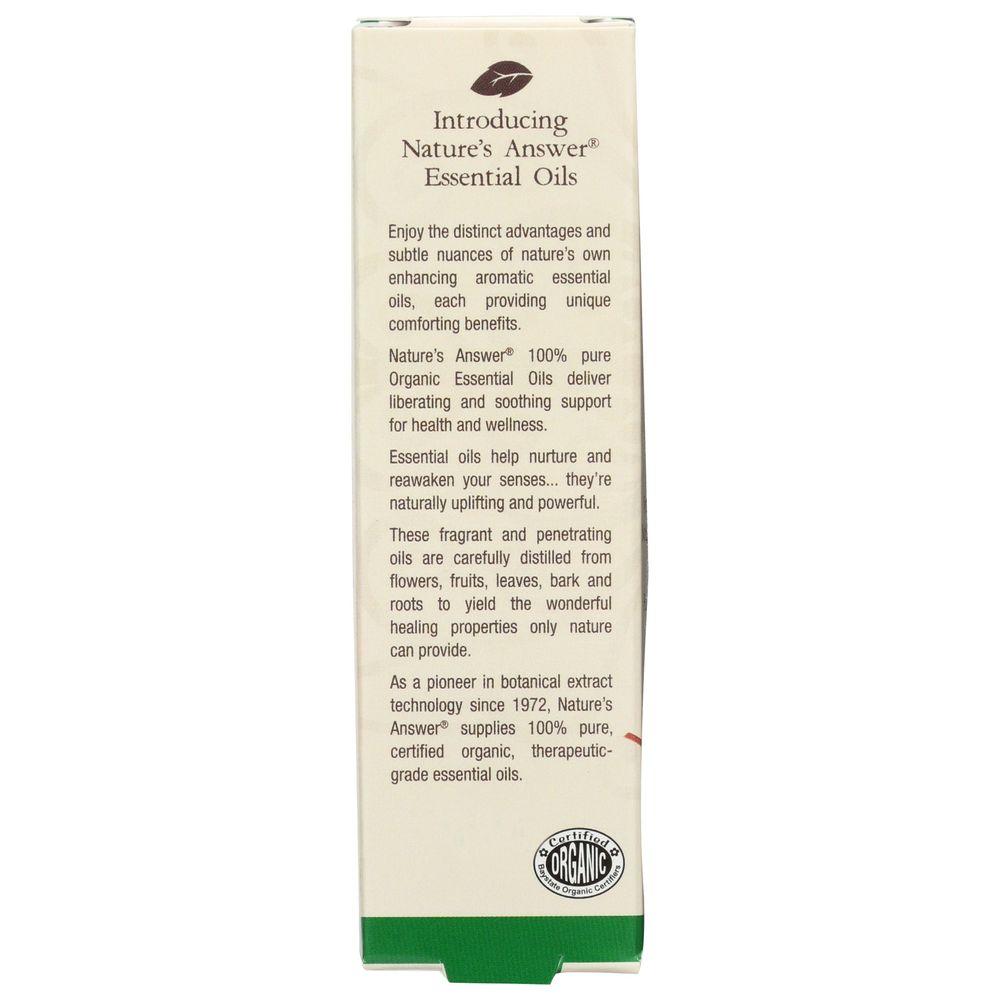 Introducing
Nature's Answer®
Essential Oils
Enjoy the distinct advantages and
subtle nuances of nature's own
enhancing aromatic essential
oils, each providing unique
comforting benefits.
Nature's Answer® 100% pure
Organic Essential Oils deliver
liberating and soothing support
for health and wellness.
Essential oils help nurture and
reawaken your senses... they're
naturally uplifting and powerful.
These fragrant and penetrating
oils are carefully distilled from
flowers, fruits, leaves, bark and
roots to yield the wonderful
healing properties only nature
can provide.
As a pioneer in botanical extract
technology since 1972, Nature's
Answer® supplies 100% pure,
certified organic, therapeutic-
grade essential oils.
Certified
ORGANIC
Baystate Organic Certifiers